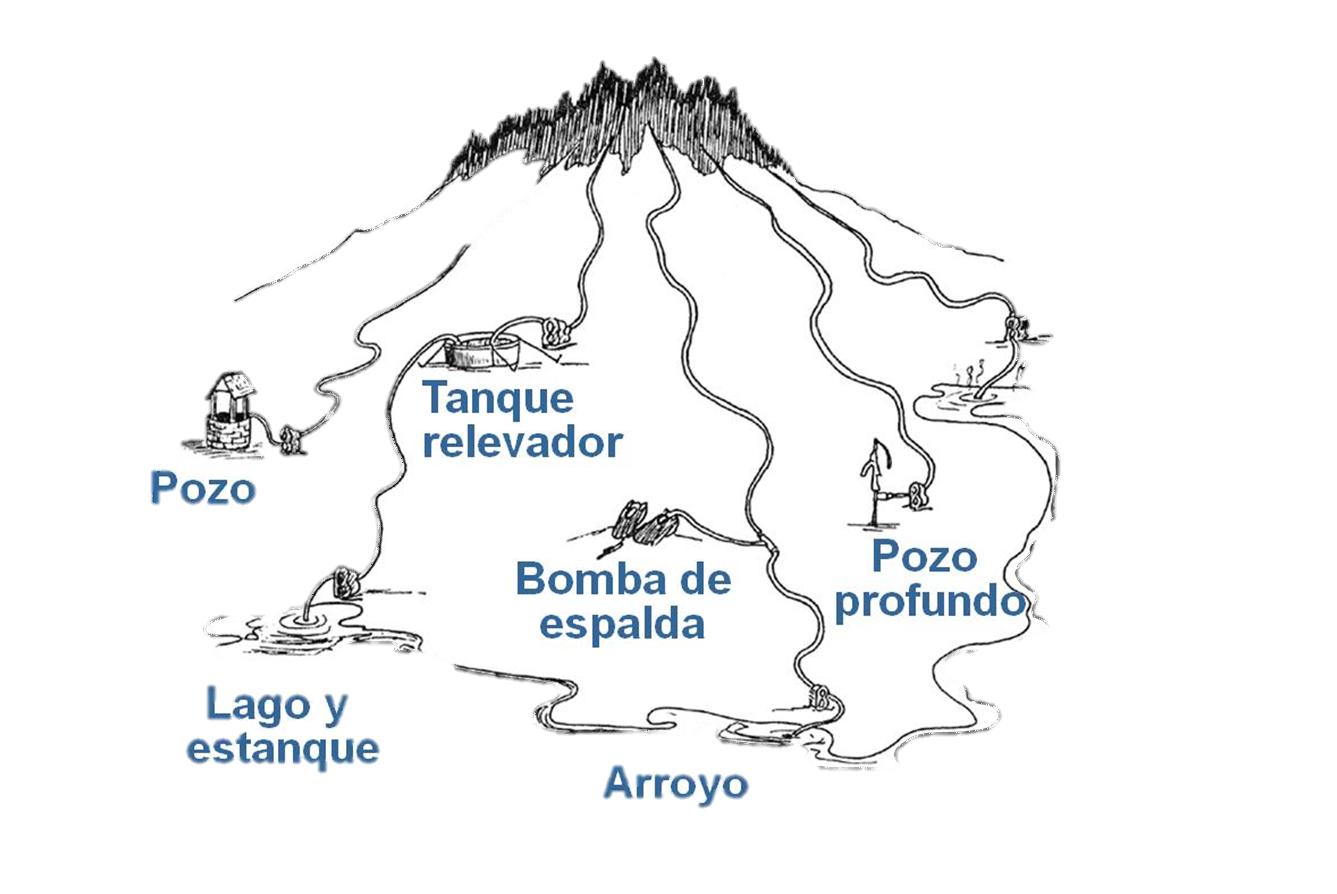 Tanque
relevador
Pozo
Bomba de
espalda
Pozo
profundo
Lago y
estanque
Arroyo